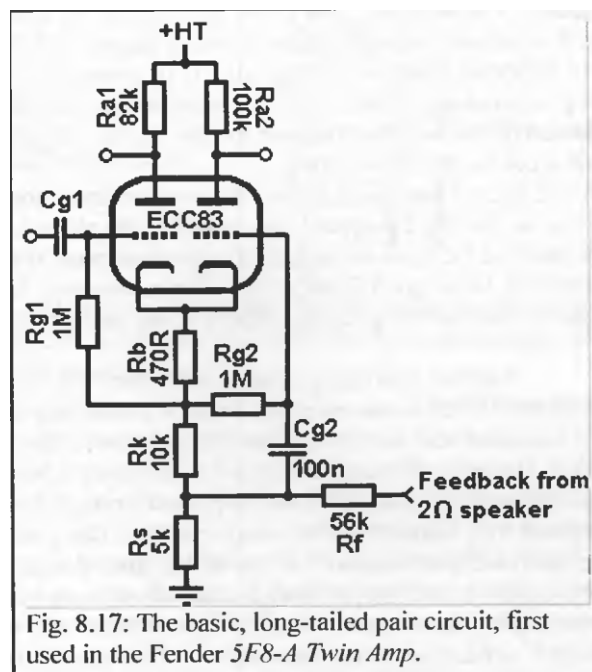 +HT
Ra1
82k
Ra2
100k
Cg1
ECC83
Rg1
1M
Rb
470R
Rg2
1M
Rk
10k
Cg2
100n
Feedback from
2Ω speaker
56k
Rf
Rs
5k
Fig. 8.17: The basic, long-tailed pair circuit, first
used in the Fender 5F8-A Twin Amp.